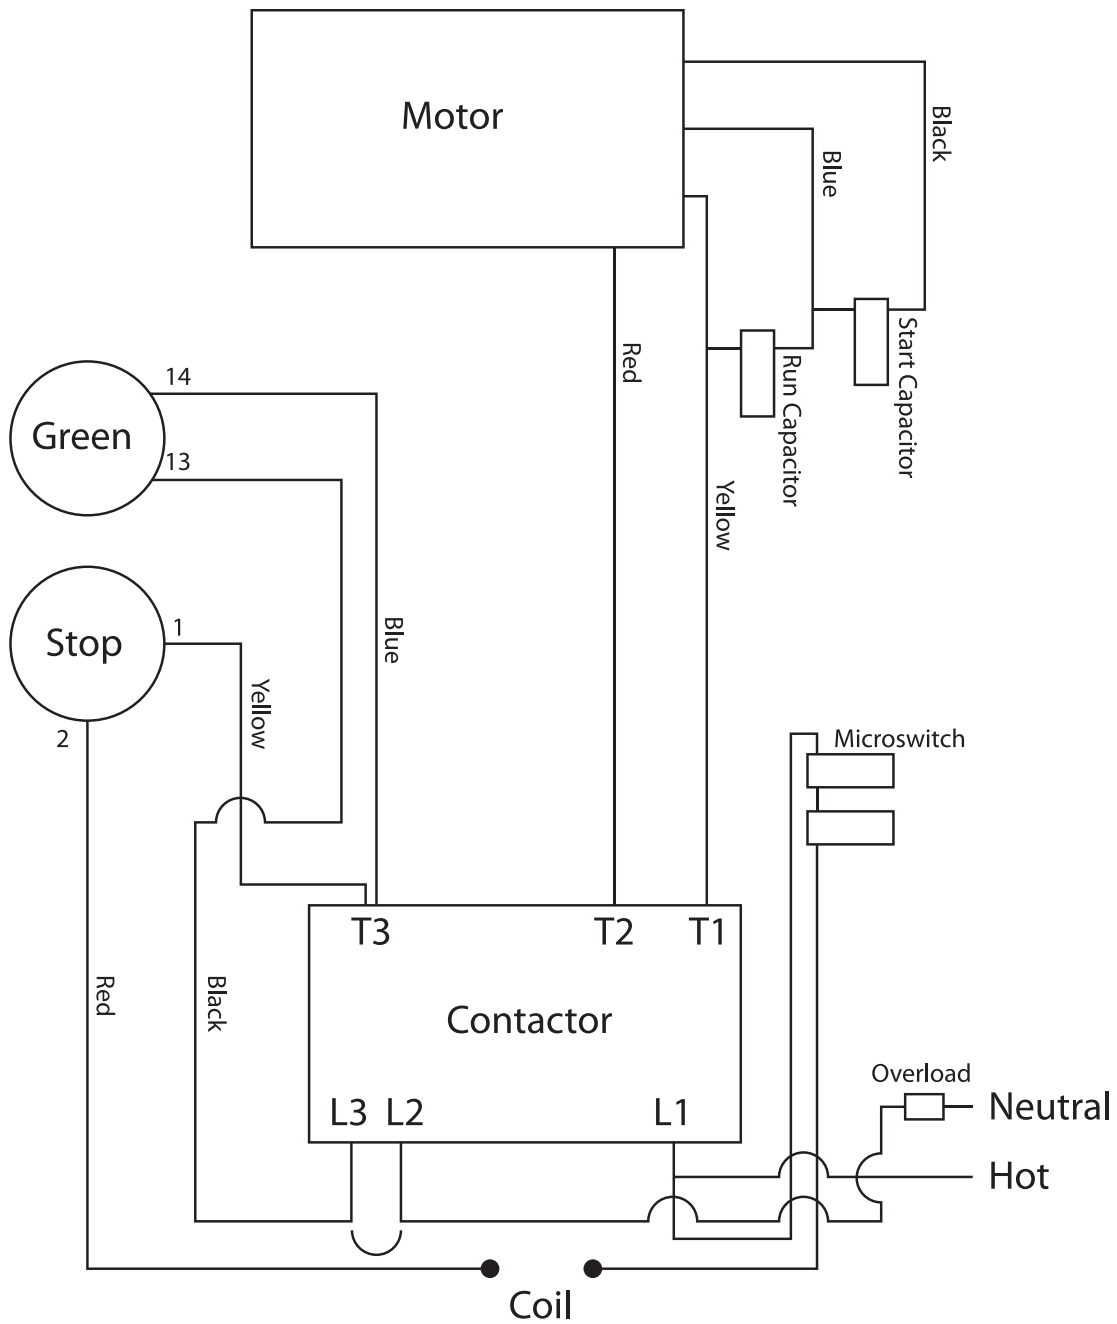 Motor
Black
Blue
Red
Start Capacitor
Run Capacitor
14
Green
13
Yellow
1
Stop
Blue
Yellow
2
Microswitch
T3 T2 T1
Red
Black
Contactor
Overload
L3 L2 L1
Neutral
Hot
Coil